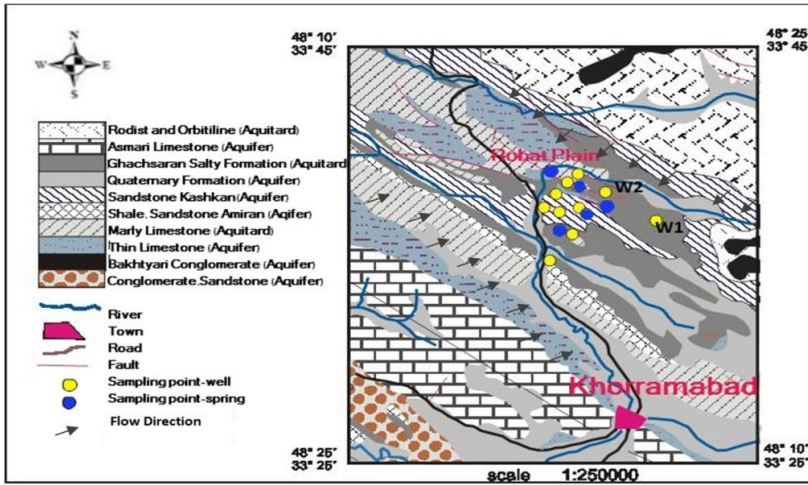 48° 10'
33° 45'
48° 25'
33° 45'
N
W E
S
Rodist and Orbitiline (Aquitard)
Asmari Limestone (Aquifer)
Ghachsaran Salty Formation (Aquitard)
Quaternary Formation (Aquifer)
Sandstone Kashkan (Aquifer)
Shale, Sandstone Amiran (Aqifer)
Marly Limestone (Aquitard)
Thin Limestone (Aquifer)
Bakhtyari Conglomerate (Aquifer)
Conglomerate,Sandstone (Aquifer)
River
Town
Road
Fault
Sampling point-well
Sampling point-spring
Flow Direction
Robat Plain
W2
W1
Khorramabad
48° 25'
33° 25'
48° 10'
33° 25'
scale 1:250000